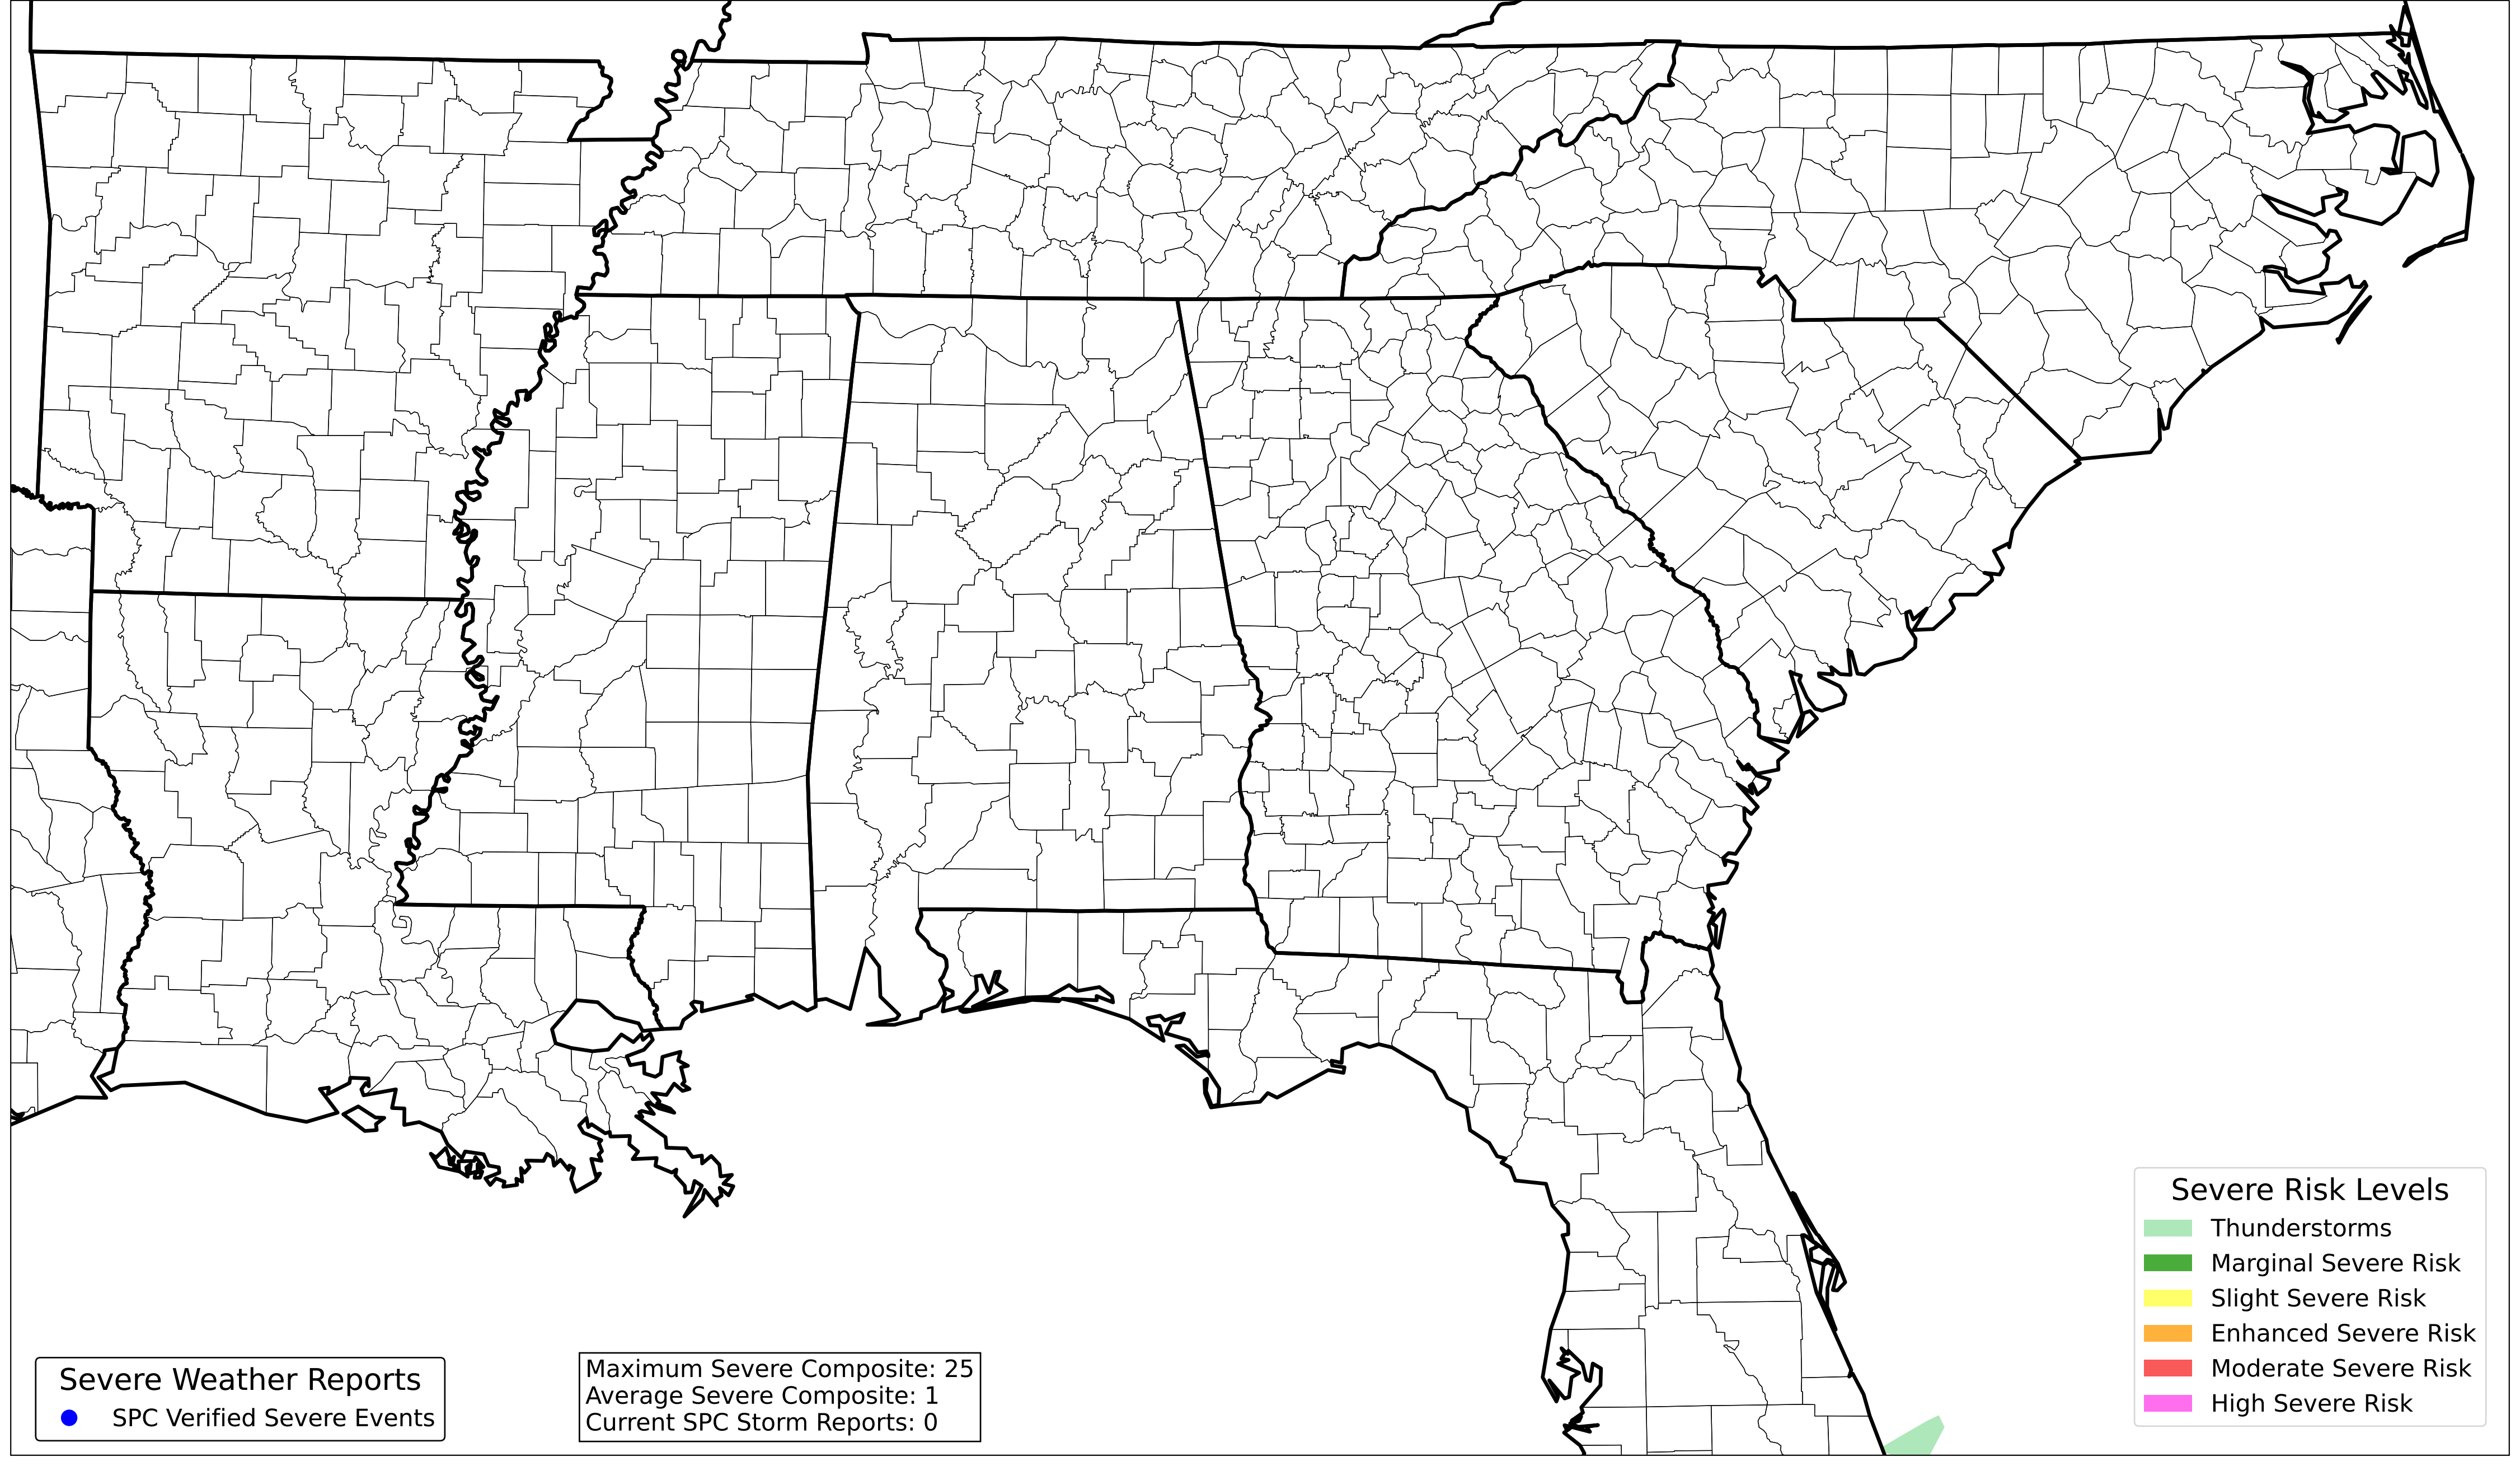 Severe Risk Levels
Thunderstorms
Marginal Severe Risk
Slight Severe Risk
Enhanced Severe Risk
Moderate Severe Risk
High Severe Risk
Severe Weather Reports
SPC Verified Severe Events
Maximum Severe Composite: 25
Average Severe Composite: 1
Current SPC Storm Reports: 0